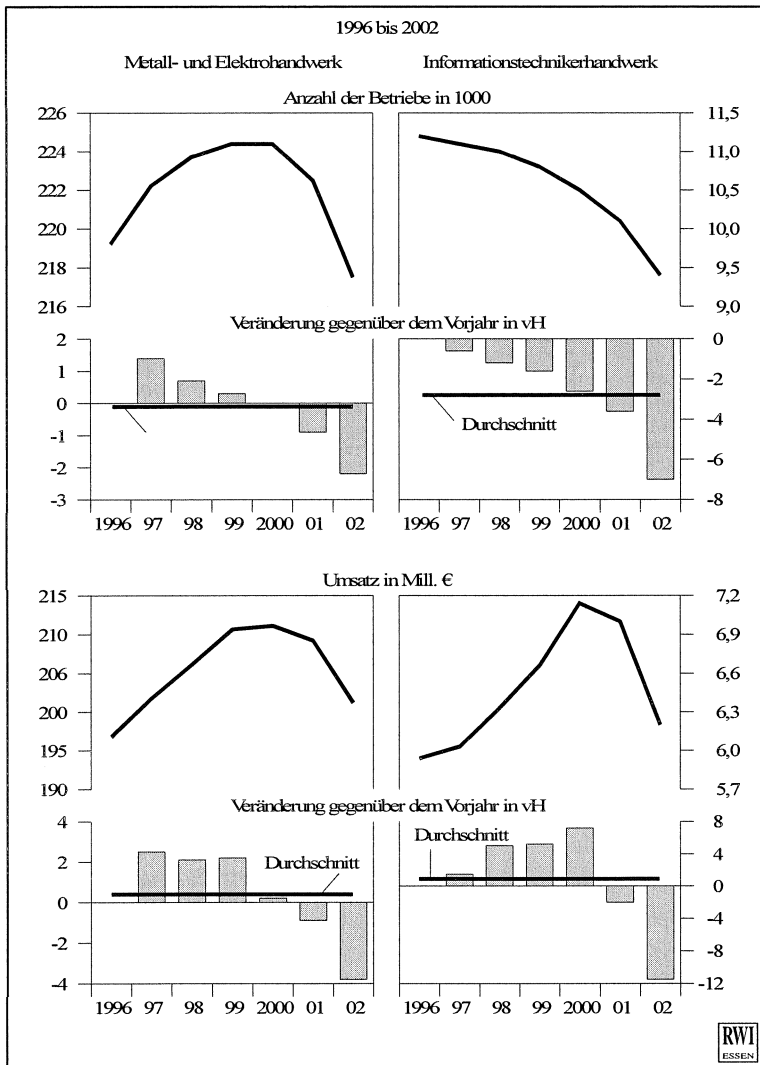 1996 bis 2002
Metall- und Elektrohandwerk Informationstechnikerhandwerk
Anzahl der Betriebe in 1000
226 11,5
224 11,0
222 10,5
220 10,0
218 9,5
216 9,0
Veränderung gegenüber dem Vorjahr in vH
2 0
1 -2
0 -4
-1 -6
-2 -8
-3
Durchschnitt
1996 97 98 99 2000 01 02 1996 97 98 99 2000 01 02
Umsatz in Mill. €
215 7,2
210 6,9
206 6,6
200 6,3
195 6,0
190 5,7
Veränderung gegenüber dem Vorjahr in vH
4 8
2 4
0 0
-2 -4
-4 -8
-12
Durchschnitt Durchschnitt
1996 97 98 99 2000 01 02 1996 97 98 99 2000 01 02
RWI
ESSEN